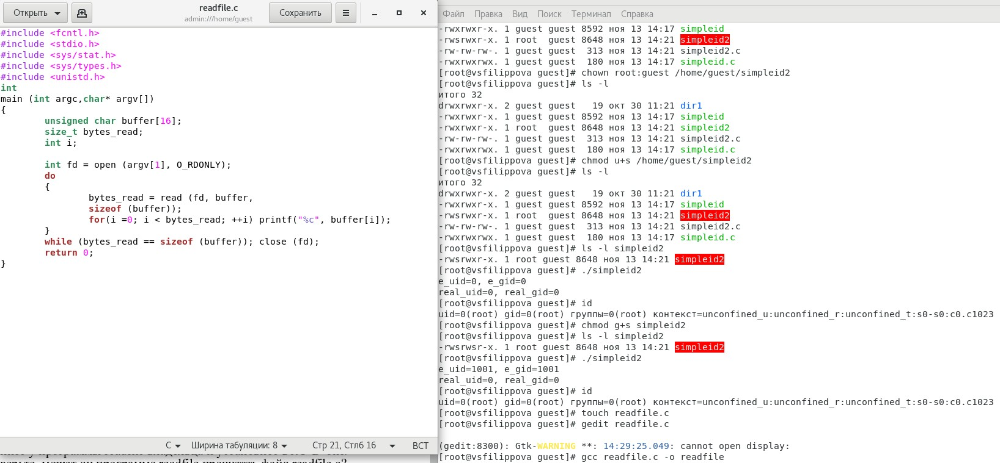 Открыть
readfile.c
admin:///home/guest
Сохранить
#include <fcntl.h>
#include <stdio.h>
#include <sys/stat.h>
#include <sys/types.h>
#include <unistd.h>
int
main (int argc,char* argv[])
{
unsigned char buffer[16];
size_t bytes_read;
int i;
int fd = open (argv[1], O_RDONLY);
do
{
bytes_read = read (fd, buffer,
sizeof (buffer));
for(i =0; i < bytes_read; ++i) printf("%c", buffer[i]);
}
while (bytes_read == sizeof (buffer)); close (fd);
return 0;
}
C Ширина табуляции: 8 Стр 21, Стлб 16 ВСТ
может ли программа readfile прочитать файл readfile.c?
Файл Правка Вид Поиск Терминал Справка
-rwxrwxr-x. 1 guest guest 8592 ноя 13 14:17 simpleid
-rwsrwxr-x. 1 root  guest 8648 ноя 13 14:21 simpleid2
-rw-rw-rw-. 1 guest guest  313 ноя 13 14:21 simpleid2.c
-rwxrwxrwx. 1 guest guest  180 ноя 13 14:17 simpleid.c
[root@vsfilippova guest]# chown root:guest /home/guest/simpleid2
[root@vsfilippova guest]# ls -l
итого 32
drwxrwxr-x. 2 guest guest   19 окт 30 11:21 dir1
-rwxrwxr-x. 1 guest guest 8592 ноя 13 14:17 simpleid
-rwxrwxr-x. 1 root  guest 8648 ноя 13 14:21 simpleid2
-rw-rw-rw-. 1 guest guest  313 ноя 13 14:21 simpleid2.c
-rwxrwxrwx. 1 guest guest  180 ноя 13 14:17 simpleid.c
[root@vsfilippova guest]# chmod u+s /home/guest/simpleid2
[root@vsfilippova guest]# ls -l
итого 32
drwxrwxr-x. 2 guest guest   19 окт 30 11:21 dir1
-rwxrwxr-x. 1 guest guest 8592 ноя 13 14:17 simpleid
-rwsrwxr-x. 1 root  guest 8648 ноя 13 14:21 simpleid2
-rw-rw-rw-. 1 guest guest  313 ноя 13 14:21 simpleid2.c
-rwxrwxrwx. 1 guest guest  180 ноя 13 14:17 simpleid.c
[root@vsfilippova guest]# ls -l simpleid2
-rwsrwxr-x. 1 root guest 8648 ноя 13 14:21 simpleid2
[root@vsfilippova guest]# ./simpleid2
e_uid=0, e_gid=0
real_uid=0, real_gid=0
[root@vsfilippova guest]# id
uid=0(root) gid=0(root) группы=0(root) контекст=unconfined_u:unconfined_r:unconfined_t:s0-s0:c0.c1023
[root@vsfilippova guest]# chmod g+s simpleid2
[root@vsfilippova guest]# ls -l simpleid2
-rwsrwsr-x. 1 root guest 8648 ноя 13 14:21 simpleid2
[root@vsfilippova guest]# ./simpleid2
e_uid=1001, e_gid=1001
real_uid=0, real_gid=0
[root@vsfilippova guest]# id
uid=0(root) gid=0(root) группы=0(root) контекст=unconfined_u:unconfined_r:unconfined_t:s0-s0:c0.c1023
[root@vsfilippova guest]# touch readfile.c
[root@vsfilippova guest]# gedit readfile.c
(gedit:8300): Gtk-WARNING **: 14:29:25.049: cannot open display:
[root@vsfilippova guest]# gcc readfile.c -o readfile